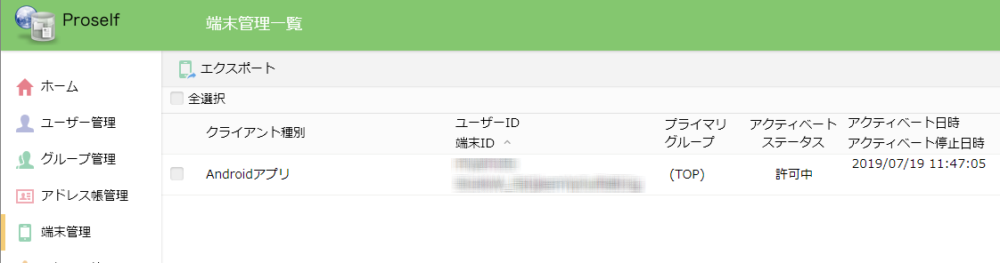 Proself
端末管理一覧
ホーム
ユーザー管理
グループ管理
アドレス帳管理
端末管理
エクスポート
全選択
クライアント種別
ユーザーID
端末ID
プライマリ
グループ
アクティベート
ステータス
アクティベート日時
アクティベート停止日時
Androidアプリ
(TOP)
許可中
2019/07/19 11:47:05